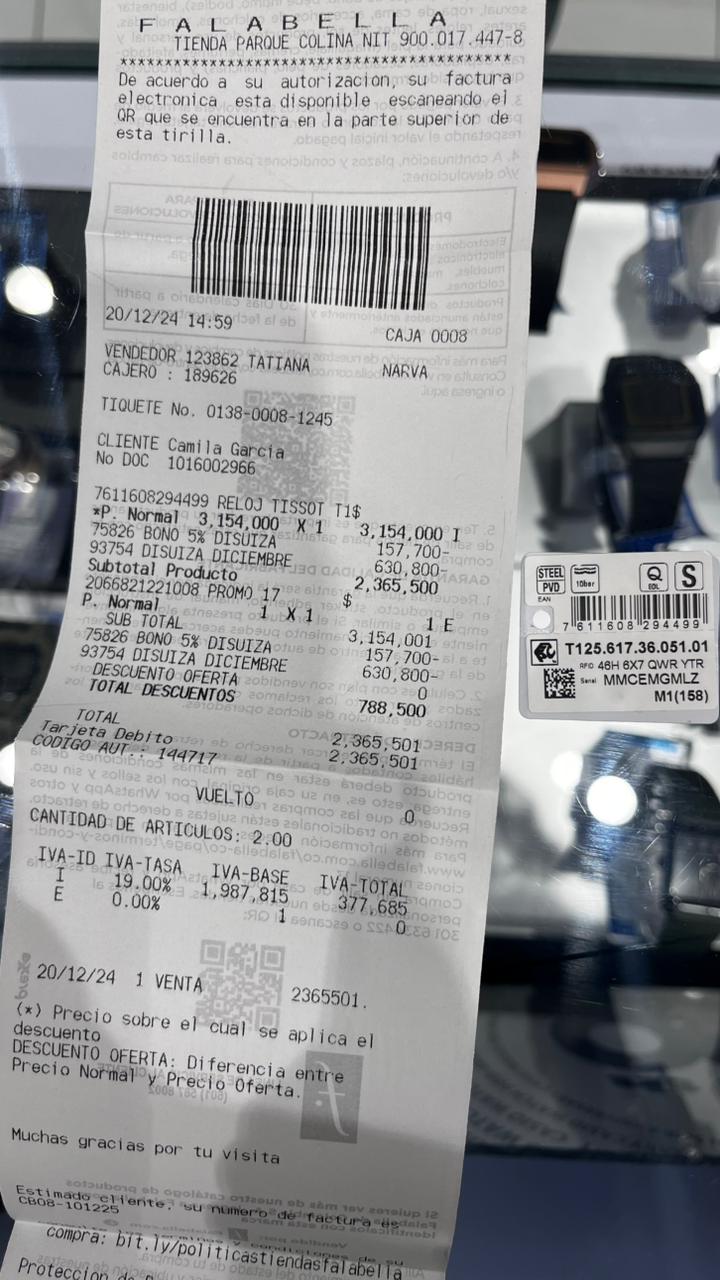 FALABELLA
TIENDA PARQUE COLINA NIT 900.017.447-8
******************************************
De acuerdo a su autorizacion, su factura
electronica esta disponible escaneando el
QR que se encuentra en la parte superior de
esta tirilla.
20/12/24 14:59 CAJA 0008
VENDEDOR 123862 TATIANA NARVA
CAJERO : 189626
TIQUETE No. 0138-0008-1245
CLIENTE Camila Garcia
No DOC 1016002966
7611608294499 RELOJ TISSOT T1$
*P. Normal 3,154,000 X 1 3,154,000 I
75826 BONO 5% DISUIZA 157,700-
93754 DISUIZA DICIEMBRE 630,800-
Subtotal Producto 2,365,500
2066821221008 PROMO 17 $
P. Normal 1 X 1 1 E
SUB TOTAL 3,154,001
75826 BONO 5% DISUIZA 157,700-
93754 DISUIZA DICIEMBRE 630,800-
DESCUENTO OFERTA 0
TOTAL DESCUENTOS 788,500
TOTAL 2,365,501
Tarjeta Debito 2,365,501
CODIGO AUT.: 144717
VUELTO 0
CANTIDAD DE ARTICULOS: 2.00
IVA-ID IVA-TASA IVA-BASE IVA-TOTAL
I 19.00% 1,987,815 377,685
E 0.00% 1 0
20/12/24 1 VENTA 2365501.
(*) Precio sobre el cual se aplica el
descuento
DESCUENTO OFERTA: Diferencia entre
Precio Normal y Precio Oferta.
Muchas gracias por tu visita
Estimado cliente, su numero de factura es
CB08-101225
compra: bit.ly/politicastiendasfalabella
Proteccion de
STEEL
PVD
10bar
Q
EOL
S
EAN
7 611608 294499
T125.617.36.051.01
RFID 46H 6X7 QWR YTR
Serial MMCEMGMLZ
M1(158)